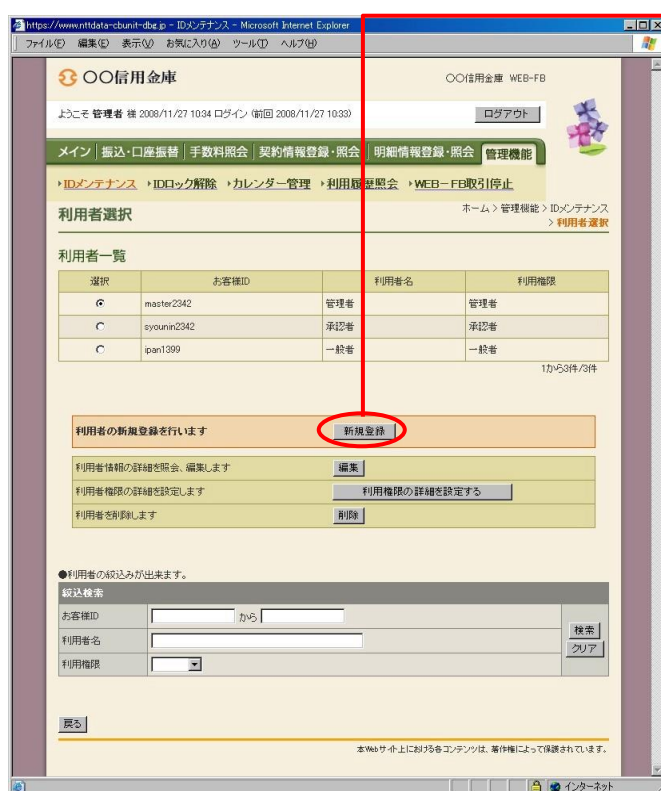 https://www.nttdata-cbunit-dbg.jp - IDメンテナンス - Microsoft Internet Explorer
ファイル(F) 編集(E) 表示(V) お気に入り(A) ツール(T) ヘルプ(H)
〇〇信用金庫
〇〇信用金庫 WEB-FB
ようこそ 管理者 様 2008/11/27 10:34 ログイン (前回 2008/11/27 10:33)
ログアウト
メイン 振込・口座振替 手数料照会 契約情報登録・照会 明細情報登録・照会 管理機能
IDメンテナンス IDロック解除 カレンダー管理 利用履歴照会 WEB-FB取引停止
利用者選択
ホーム > 管理機能 > IDメンテナンス
> 利用者選択
利用者一覧
選択 お客様ID 利用者名 利用権限
master2342 管理者 管理者
syounin2342 承認者 承認者
ipan1399 一般者 一般者
1から3件/3件
利用者の新規登録を行います 新規登録
利用者情報の詳細を照会、編集します 編集
利用者権限の詳細を設定します 利用権限の詳細を設定する
利用者を削除します 削除
●利用者の絞込みが出来ます。
絞込検索
お客様ID から
利用者名
利用権限
検索
クリア
戻る
本Webサイト上における各コンテンツは、著作権によって保護されています。
インターネット